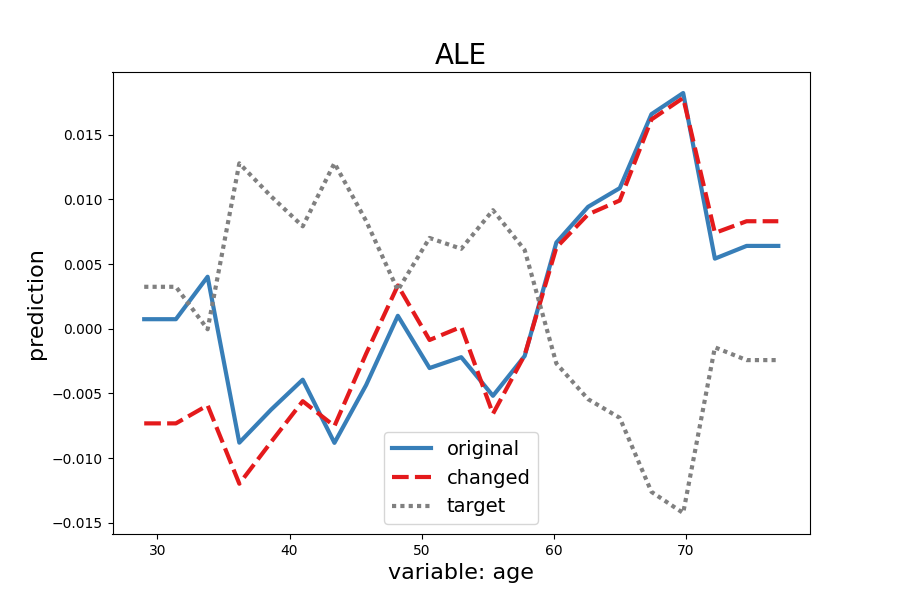 ALE
prediction
0.015
0.010
0.005
0.000
−0.005
−0.010
−0.015
original
changed
target
30 40 50 60 70
variable: age